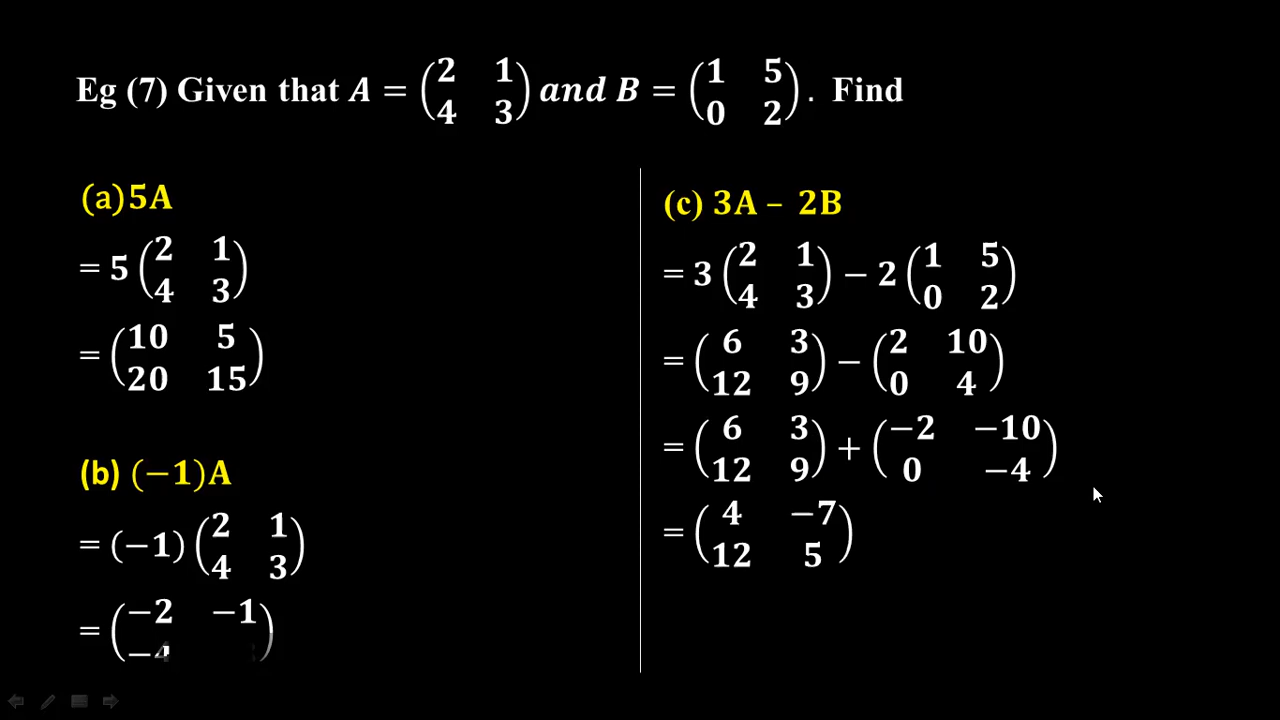 Eg (7) Given that A = (2 1
4 3) and B = (1 5
0 2). Find
(a) 5A
= 5 (2 1
4 3)
= (10 5
20 15)
(b) (−1)A
= (−1) (2 1
4 3)
= (−2 −1
−4 )
(c) 3A – 2B
= 3 (2 1
4 3) − 2 (1 5
0 2)
= (6 3
12 9) − (2 10
0 4)
= (6 3
12 9) + (−2 −10
0 −4)
= (4 −7
12 5)